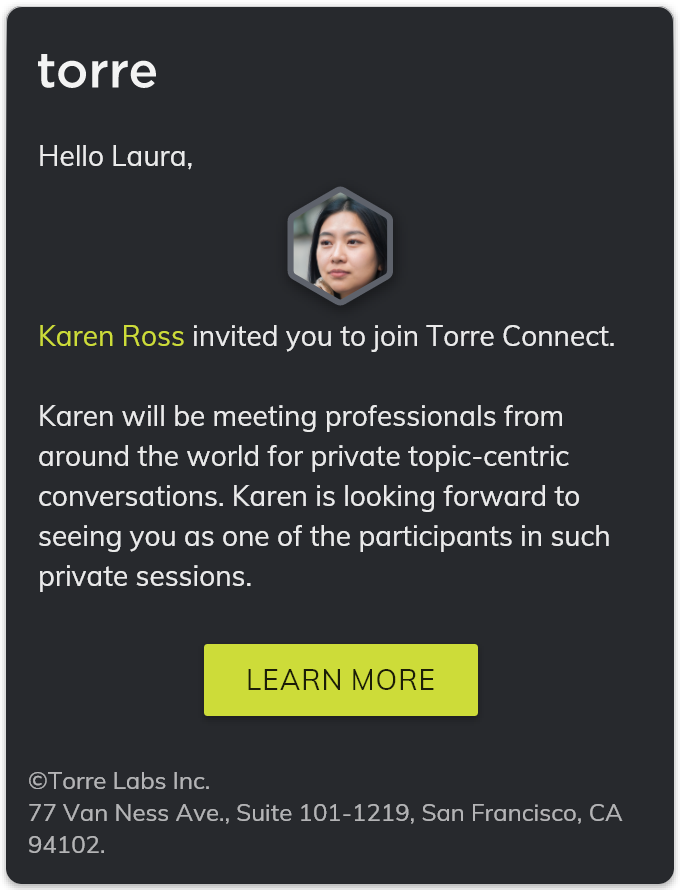 torre
Hello Laura,
Karen Ross invited you to join Torre Connect.
Karen will be meeting professionals from
around the world for private topic-centric
conversations. Karen is looking forward to
seeing you as one of the participants in such
private sessions.
LEARN MORE
©Torre Labs Inc.
77 Van Ness Ave., Suite 101-1219, San Francisco, CA
94102.